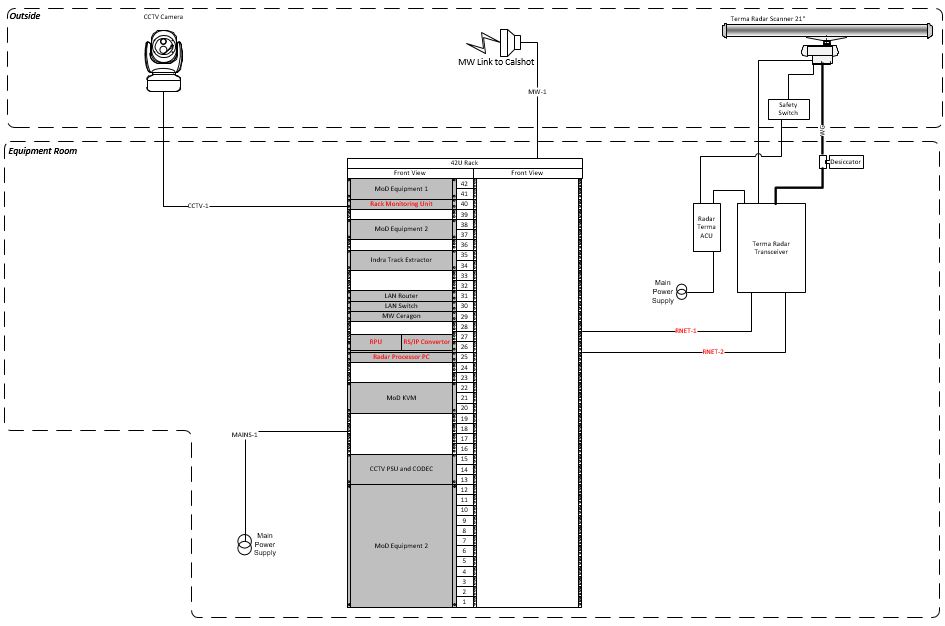 Outside
CCTV Camera
MW Link to Calshot
MW-1
Terma Radar Scanner 21"
Safety
Switch
WG
Desiccator
Equipment Room
42U Rack
Front View
Front View
MoD Equipment 1
42
41
Rack Monitoring Unit
40
CCTV-1
39
MoD Equipment 2
38
37
36
Indra Track Extractor
35
34
33
32
LAN Router
31
LAN Switch
30
MW Ceragon
29
28
RPU
RS/IP Convertor
27
26
Radar Processor PC
25
24
23
MoD KVM
22
21
20
19
18
17
16
CCTV PSU and CODEC
15
14
13
MoD Equipment 2
12
11
10
9
8
7
6
5
4
3
2
1
MAINS-1
Main
Power
Supply
Radar
Terma
ACU
Terma Radar
Transceiver
Main
Power
Supply
RNET-1
RNET-2